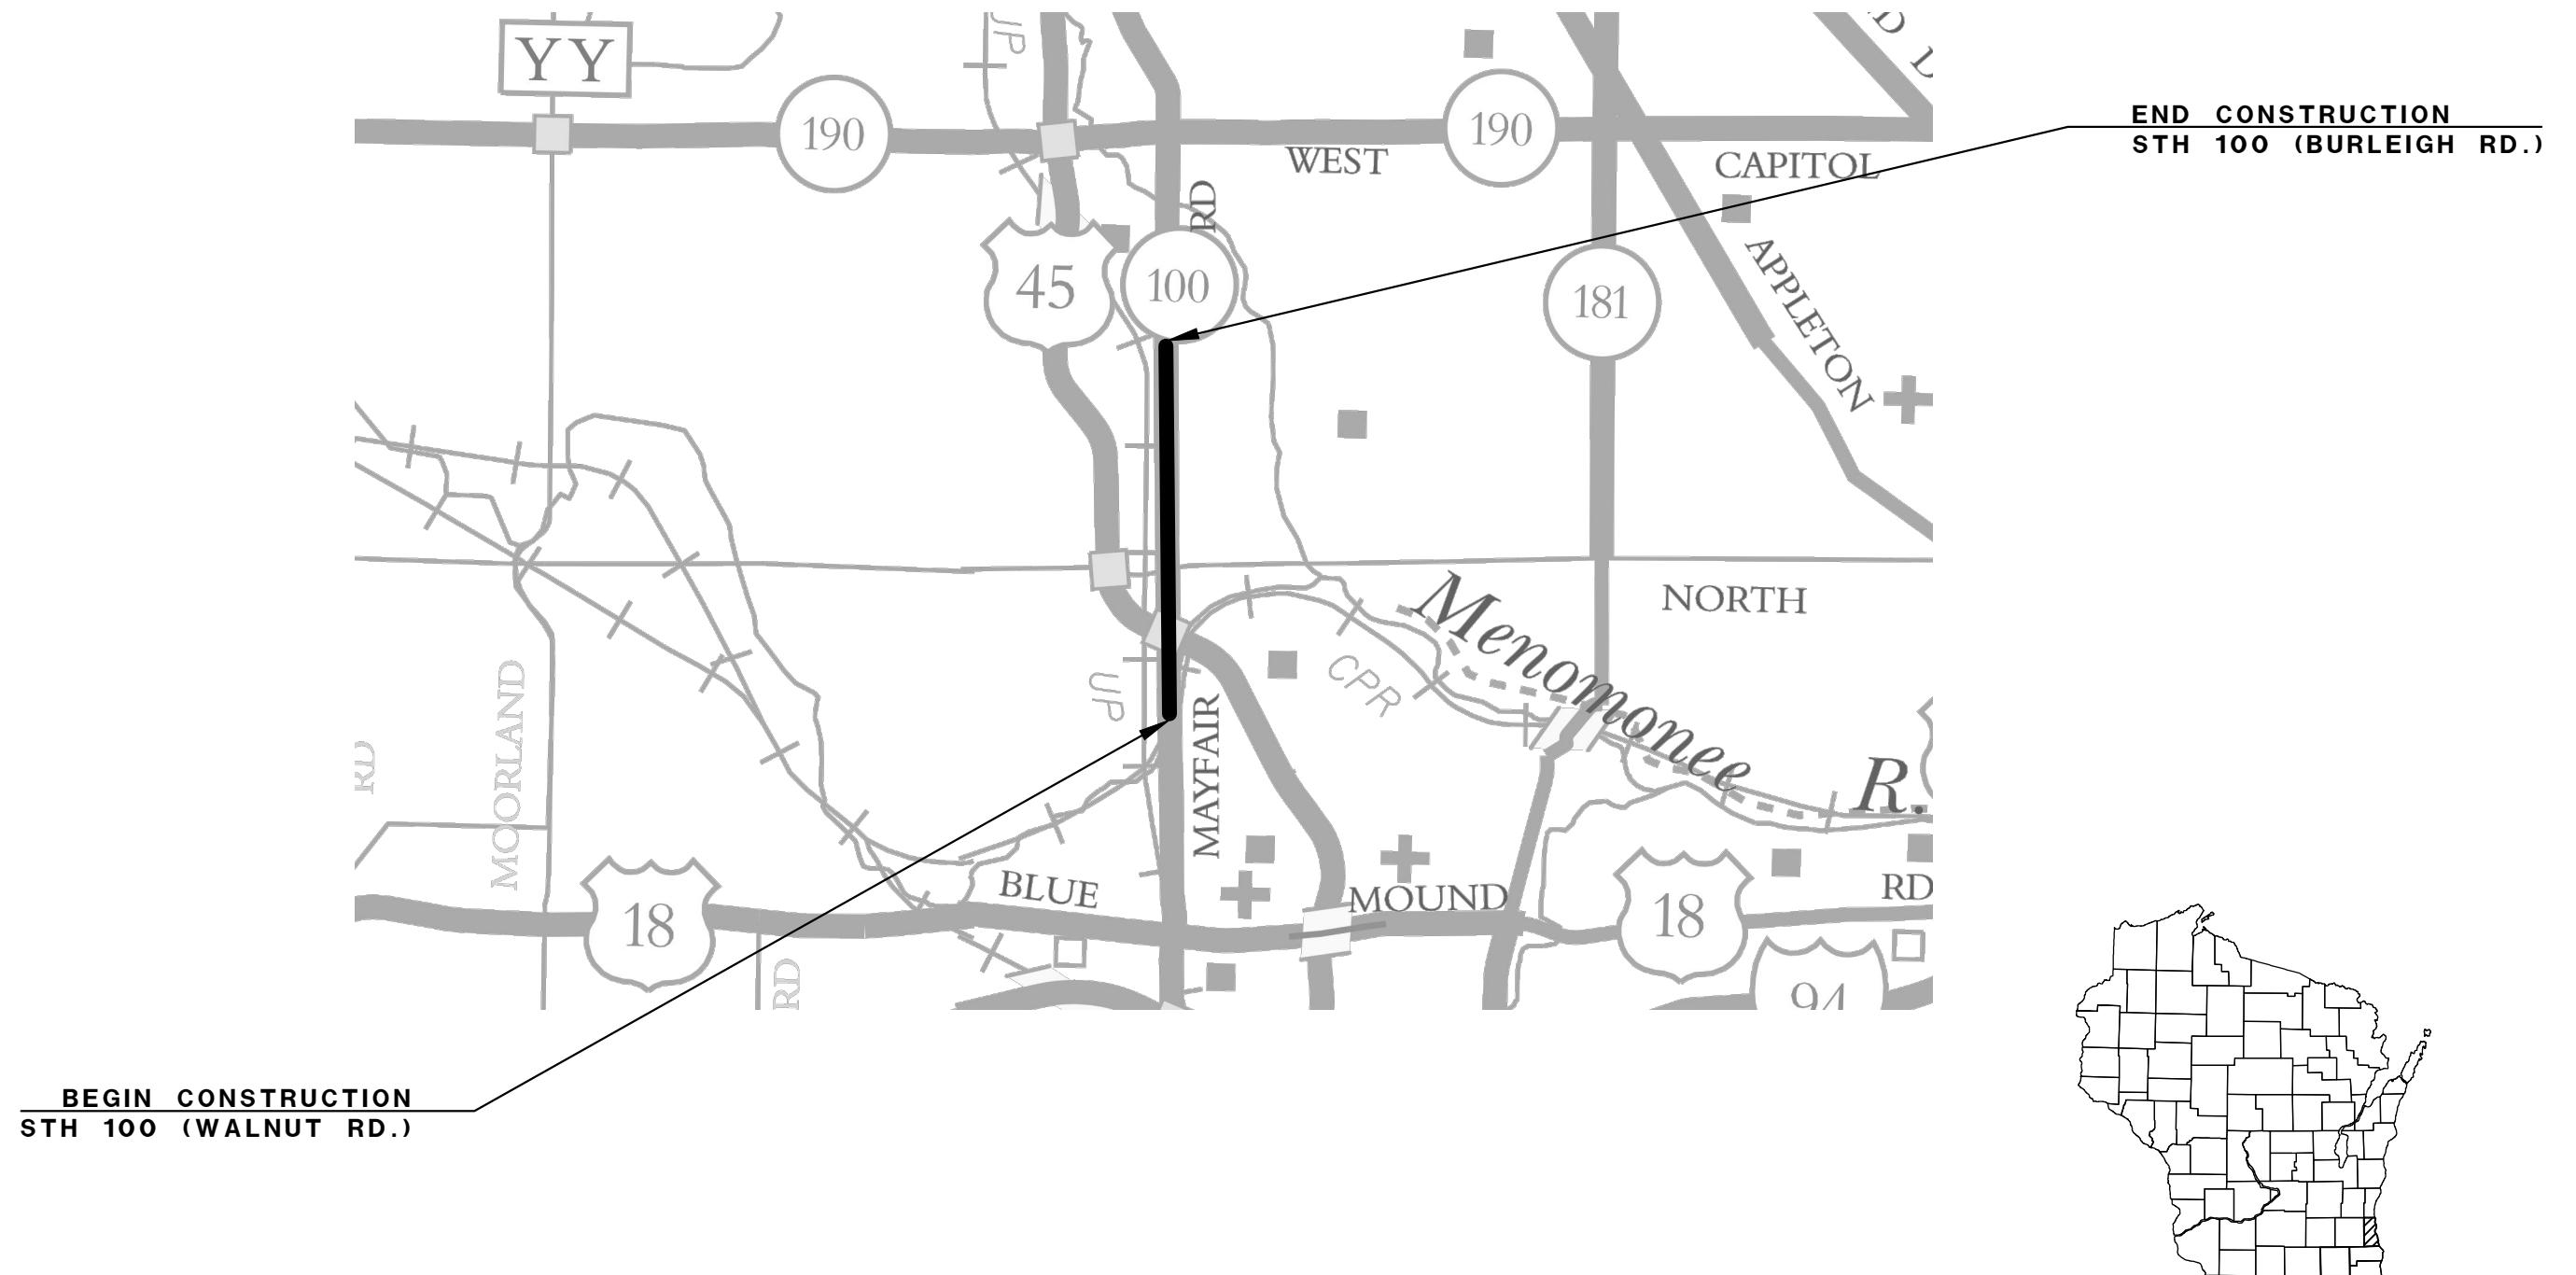 YY
UP
D L
190
190
END CONSTRUCTION
STH 100 (BURLEIGH RD.)
WEST
CAPITOL
RD
45
100
181
APPLETON
NORTH
Menomonee
R.
CPR
UP
MAYFAIR
MOORLAND
RD
BLUE
MOUND
RD
18
18
RD
94
BEGIN CONSTRUCTION
STH 100 (WALNUT RD.)